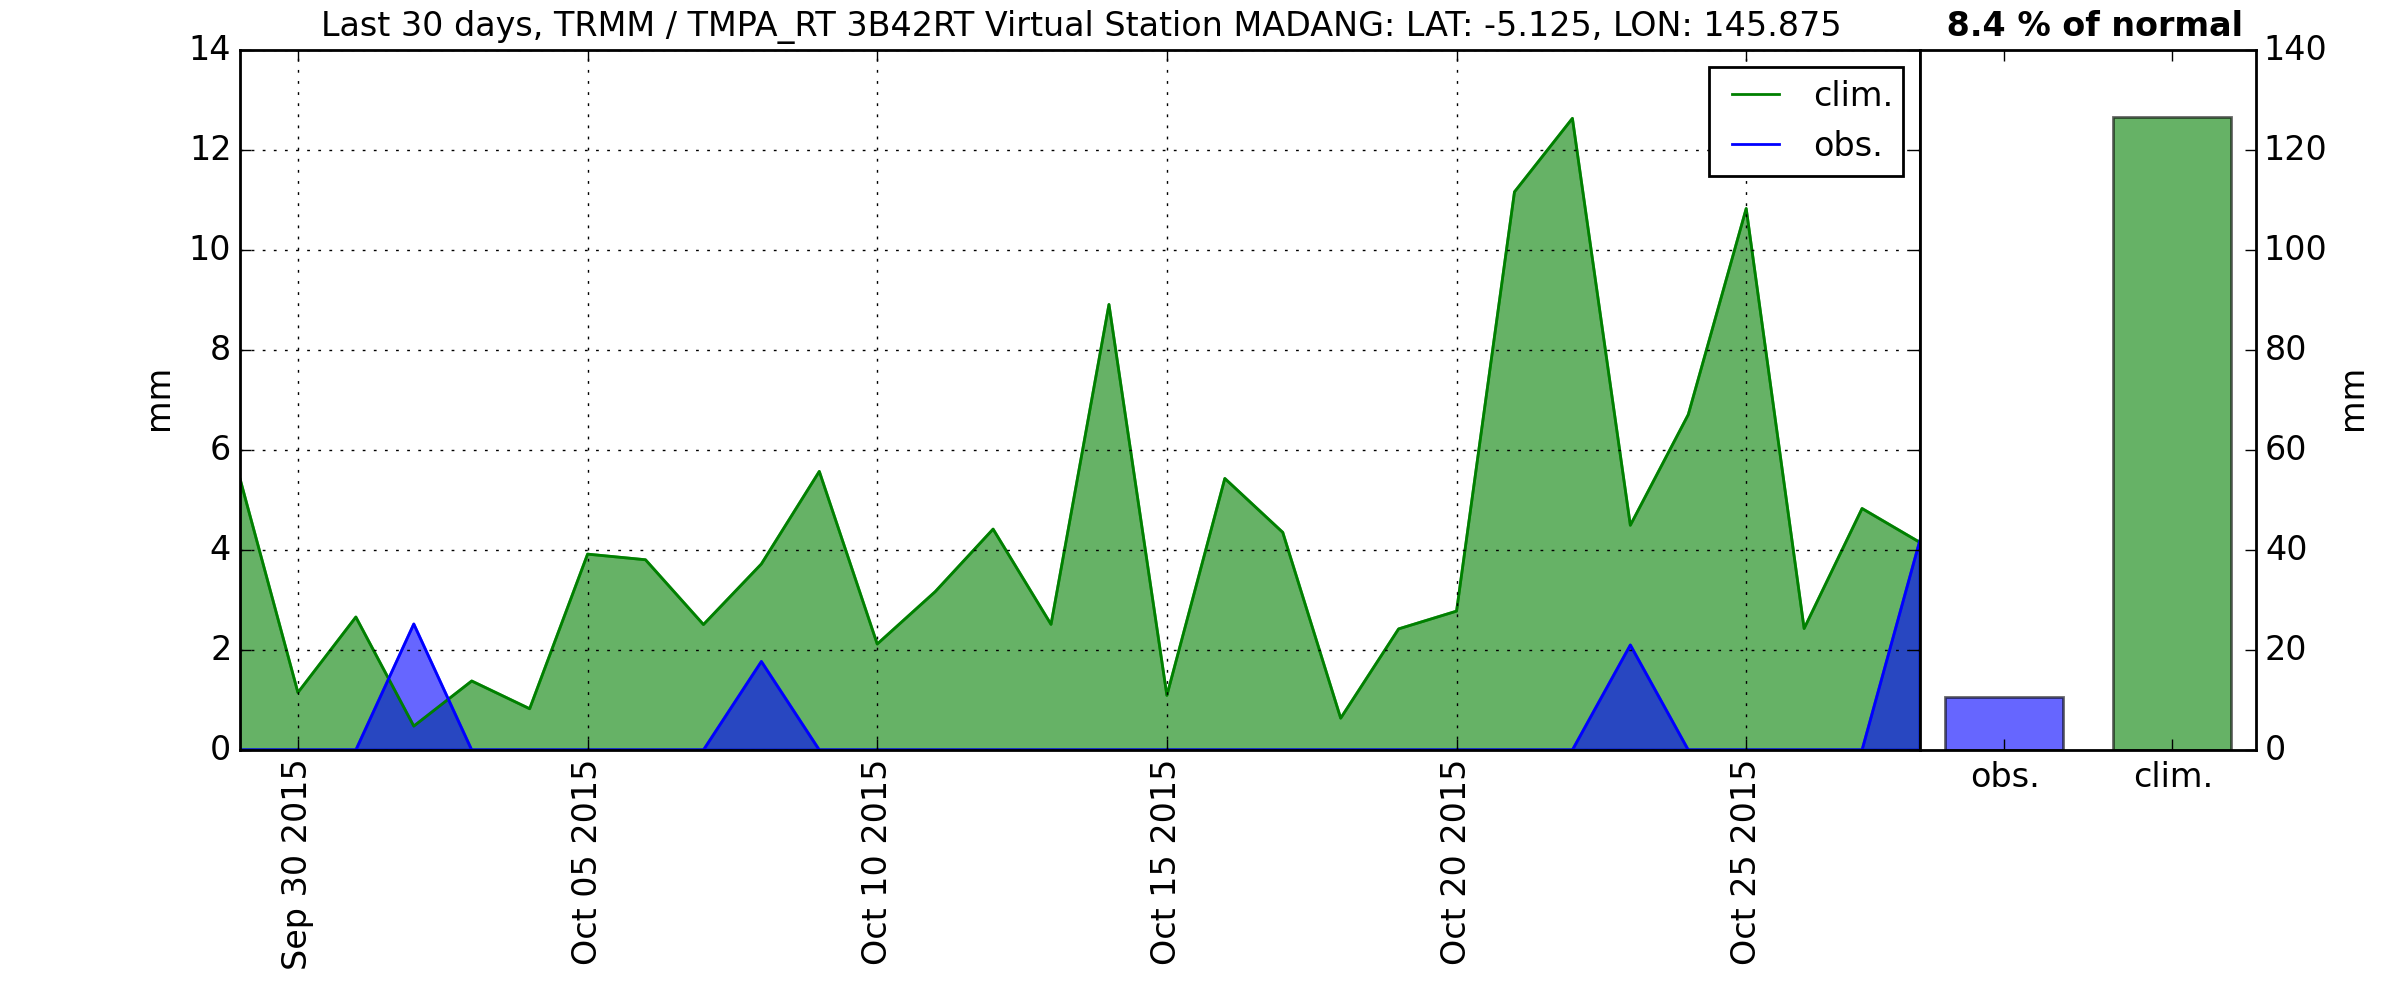 Last 30 days, TRMM / TMPA_RT 3B42RT Virtual Station MADANG: LAT: -5.125, LON: 145.875
8.4 % of normal
14
12
10
8
6
4
2
0
mm
clim.
obs.
Sep 30 2015
Oct 05 2015
Oct 10 2015
Oct 15 2015
Oct 20 2015
Oct 25 2015
obs.
clim.
140
120
100
80
60
40
20
0
mm